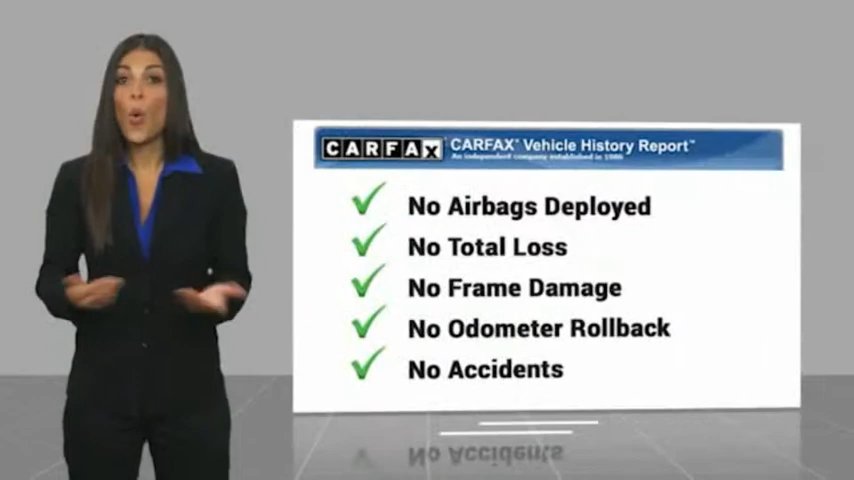 CARFAX CARFAX™ Vehicle History Report™
An independent company established in 1986
No Airbags Deployed
No Total Loss
No Frame Damage
No Odometer Rollback
No Accidents
No Accidents